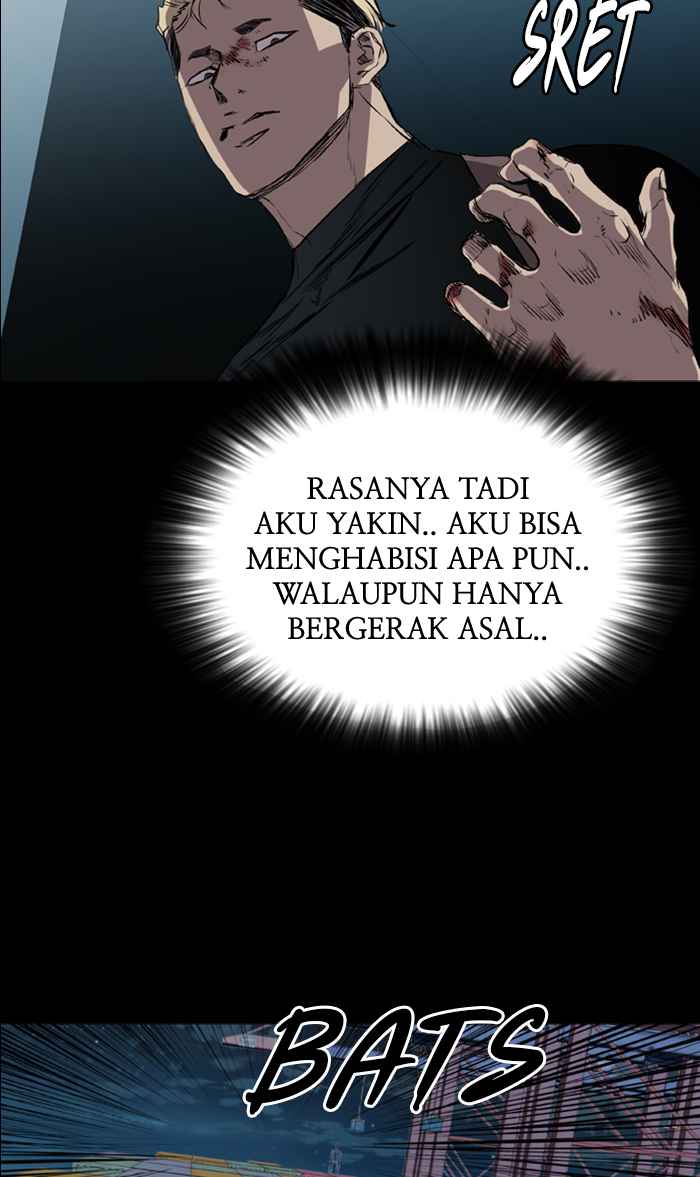 SRET
RASANYA TADI
AKU YAKIN.. AKU BISA
MENGHABISI APA PUN..
WALAUPUN HANYA
BERGERAK ASAL..
BATS